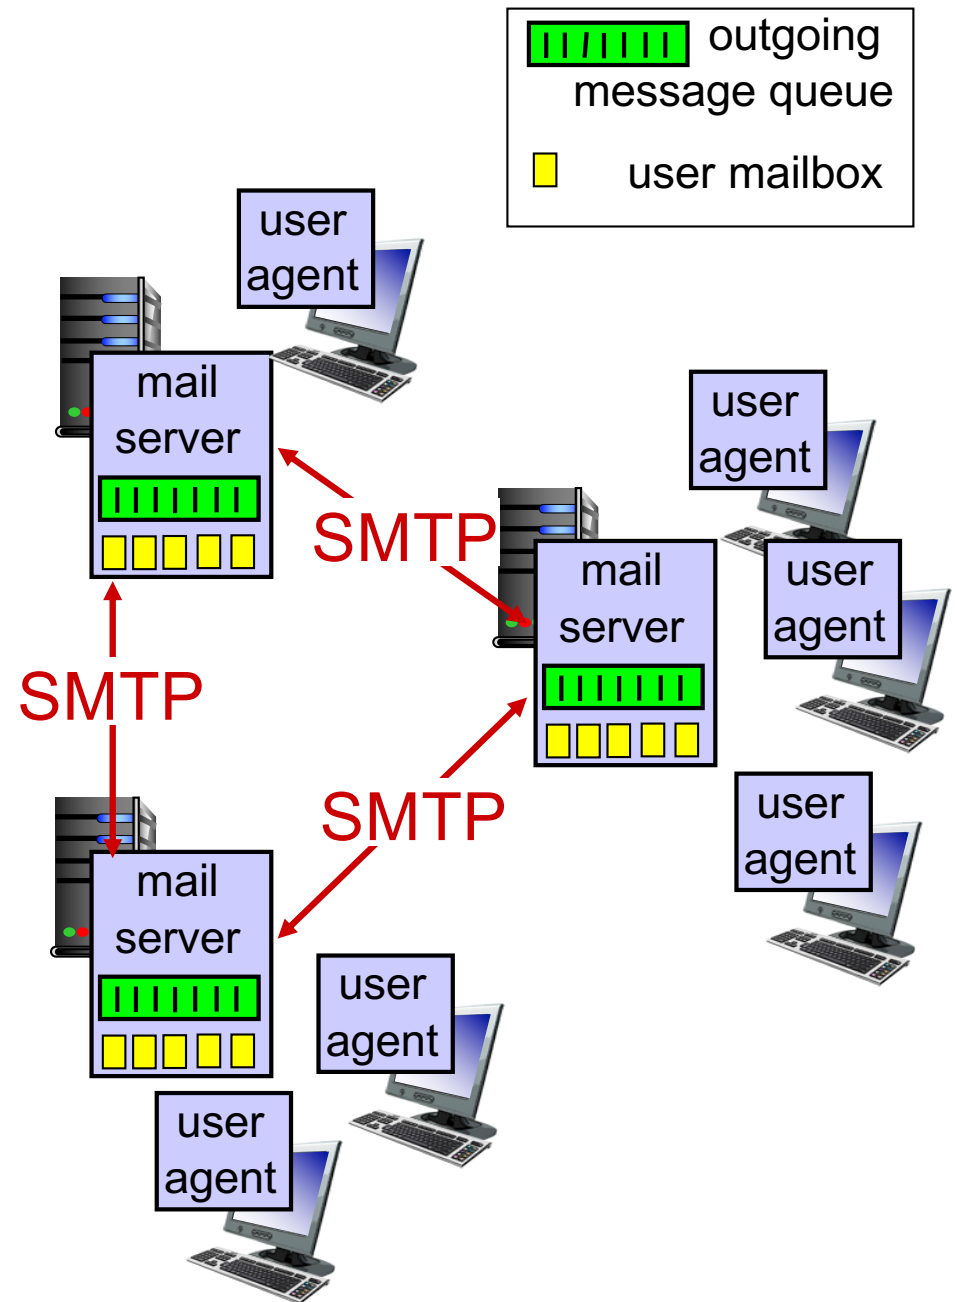 outgoing
message queue
user mailbox
user
agent
mail
server
SMTP
user
agent
mail
server
user
agent
SMTP
SMTP
user
agent
mail
server
user
agent
user
agent